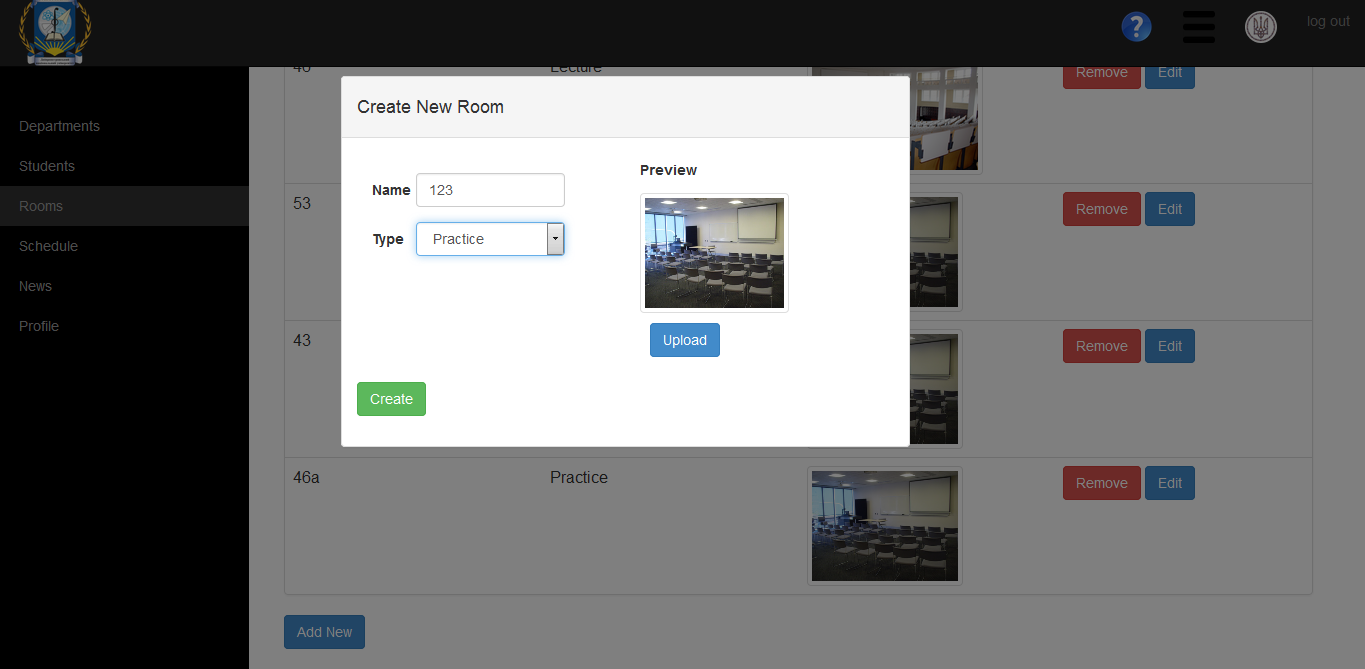 ?
log out
Departments
Students
Rooms
Schedule
News
Profile
Lecture
Remove Edit
53
Remove Edit
43
Remove Edit
46a Practice
Remove Edit
Add New
Create New Room
Name 123
Type Practice
Preview
Upload
Create